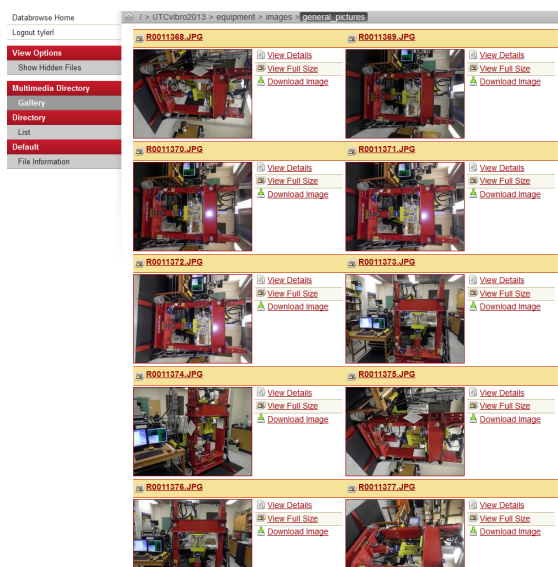 Databrowse Home
Logout tylerl
View Options
Show Hidden Files
Multimedia Directory
Gallery
Directory
List
Default
File Information
/ > UTCvibro2013 > equipment > images > general_pictures
R0011368.JPG
View Details
View Full Size
Download Image
R0011369.JPG
View Details
View Full Size
Download Image
R0011370.JPG
View Details
View Full Size
Download Image
R0011371.JPG
View Details
View Full Size
Download Image
R0011372.JPG
View Details
View Full Size
Download Image
R0011373.JPG
View Details
View Full Size
Download Image
R0011374.JPG
View Details
View Full Size
Download Image
R0011375.JPG
View Details
View Full Size
Download Image
R0011376.JPG
View Details
View Full Size
Download Image
R0011377.JPG
View Details
View Full Size
Download Image